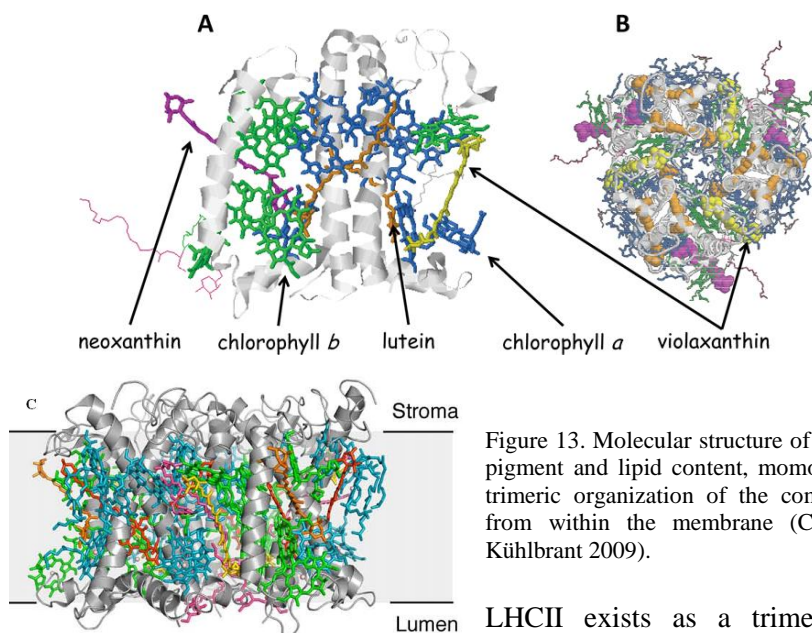 A
B
neoxanthin
chlorophyll b
lutein
chlorophyll a
violaxanthin
C
Stroma
Lumen
Figure 13. Molecular structure of
pigment and lipid content, momo
trimeric organization of the con
from within the membrane (C
Kühlbrant 2009).
LHCII exists as a trime